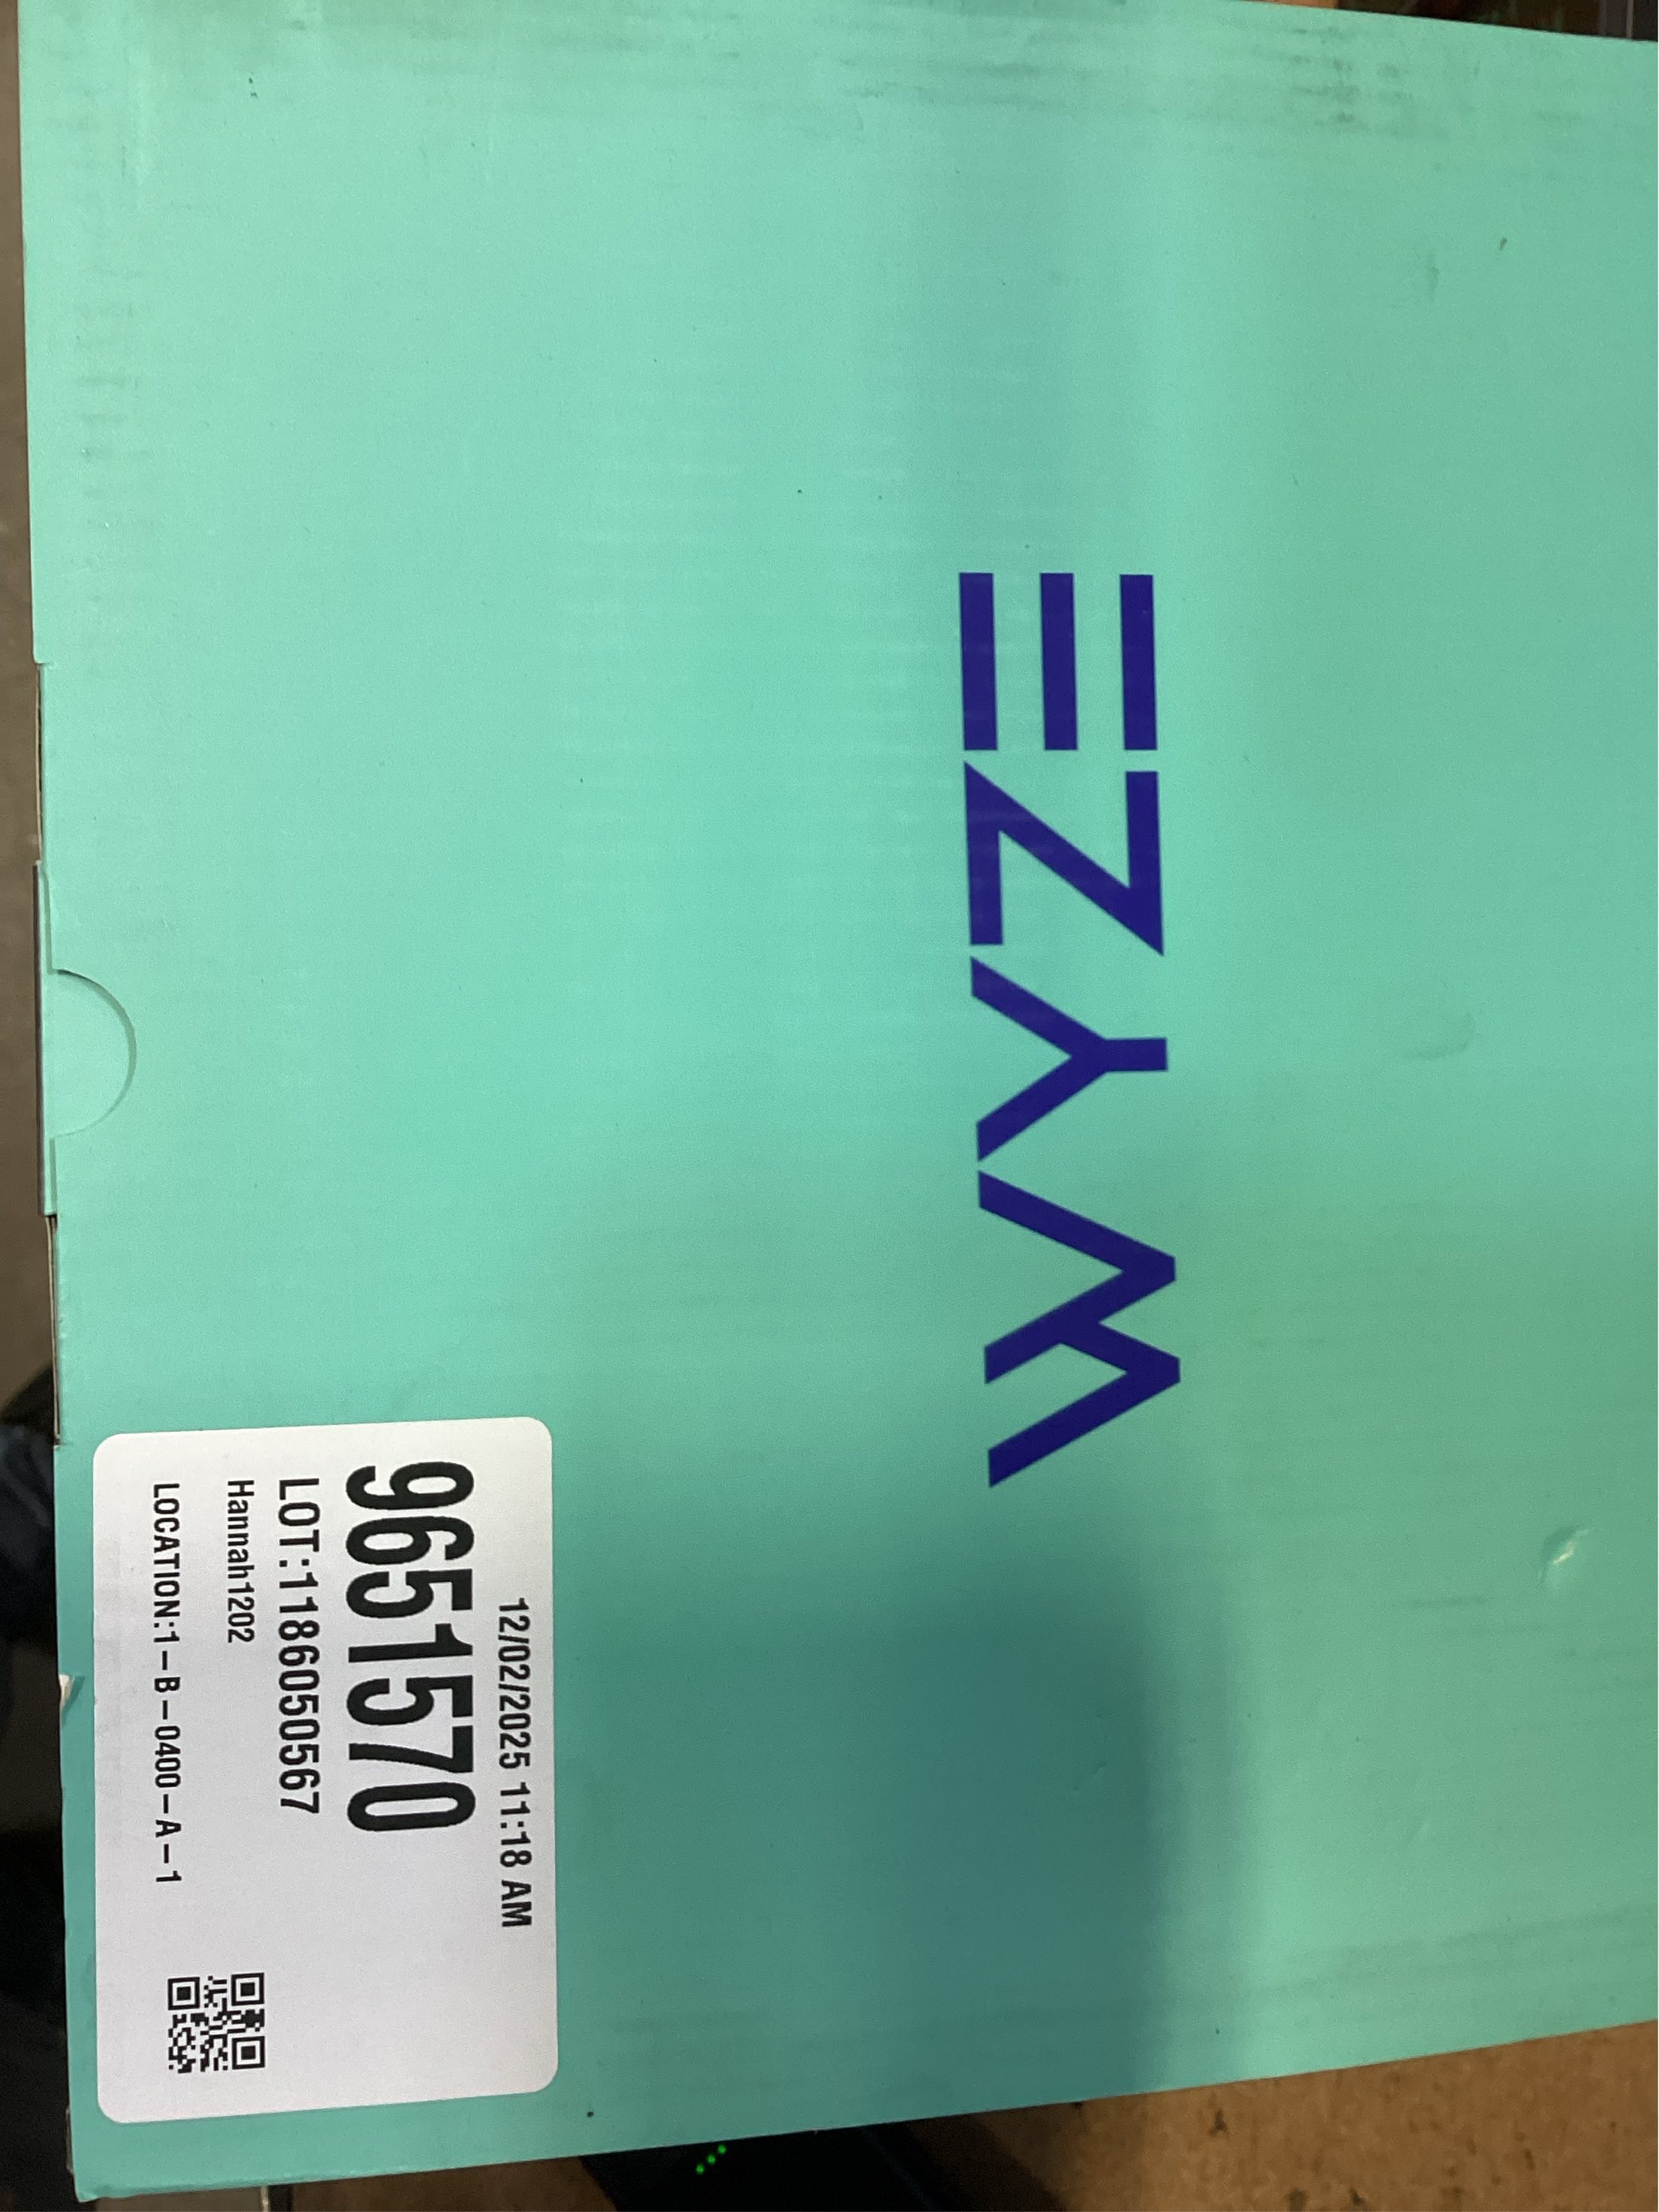 WYZE
12/02/2025 11:18 AM
9651570
LOT:1186050567
Hannah1202
LOCATION:1-B-0400-A-1